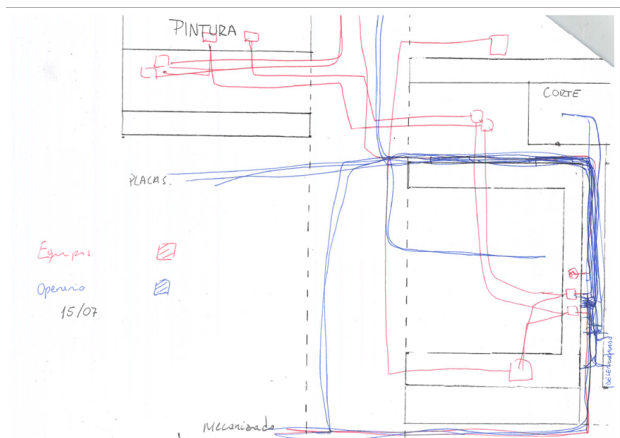 PINTURA
CORTE
PLACAS.
Equipos
Operario
15/07
Mecanizado